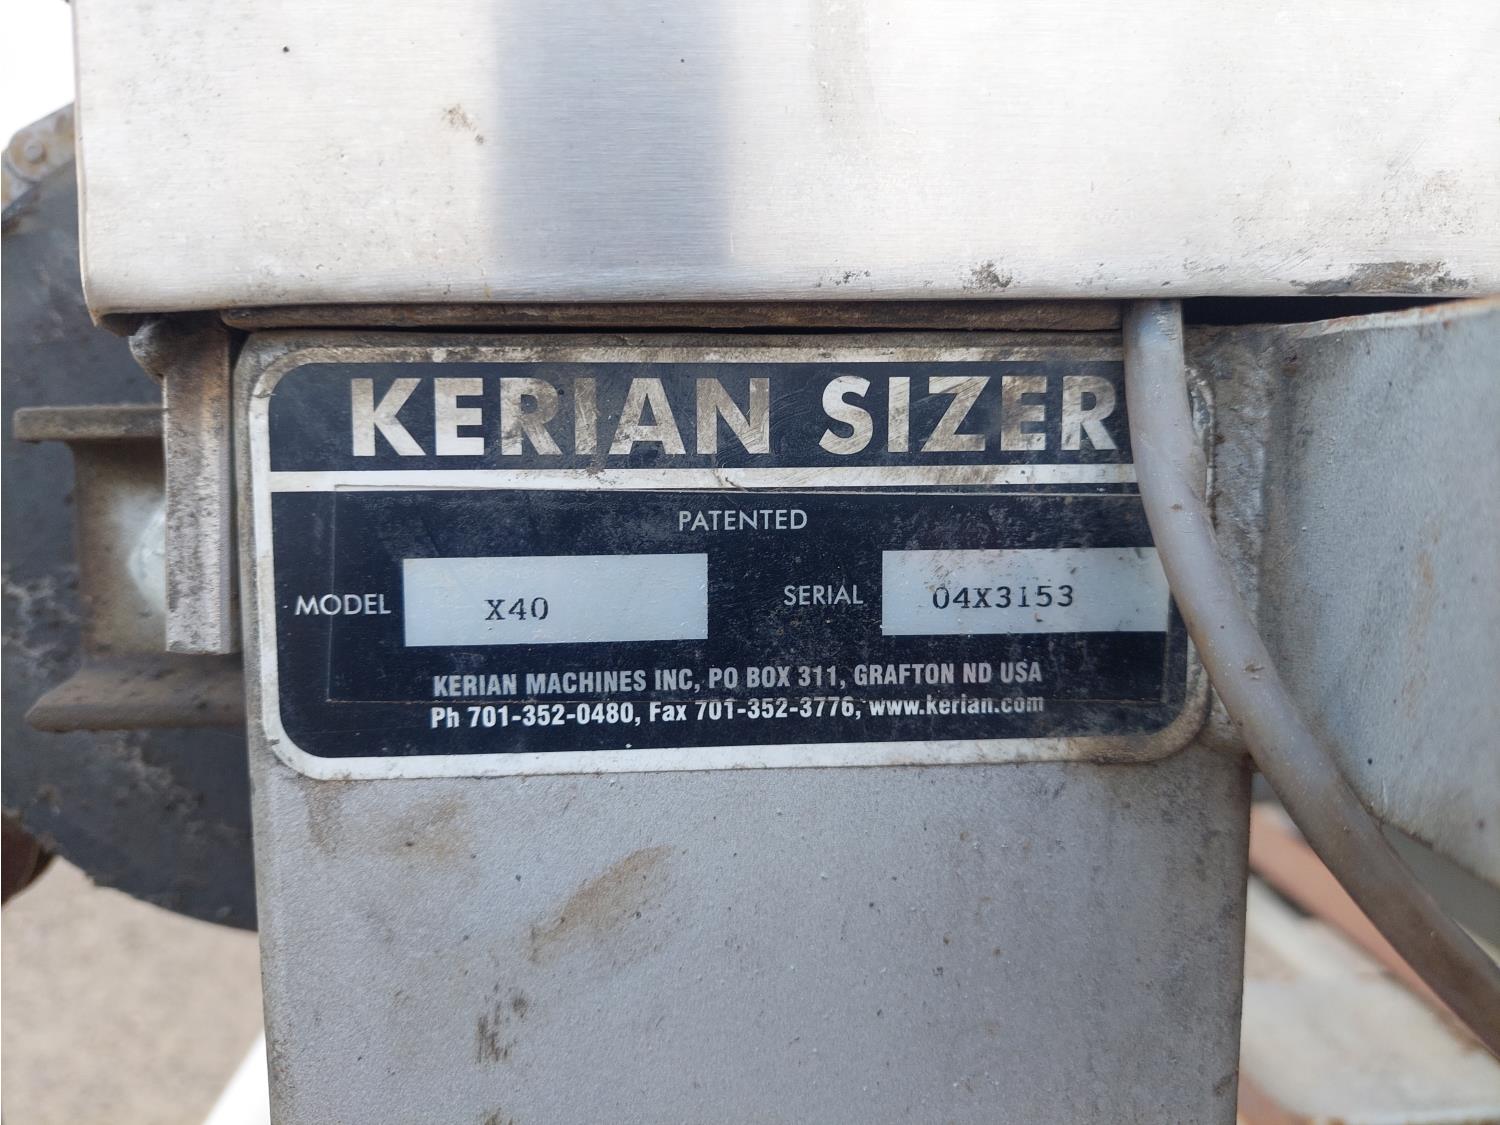 KERIAN SIZER
PATENTED
MODEL X40 SERIAL 04X3153
KERIAN MACHINES INC, PO BOX 311, GRAFTON ND USA
Ph 701-352-0480, Fax 701-352-3776, www.kerian.com